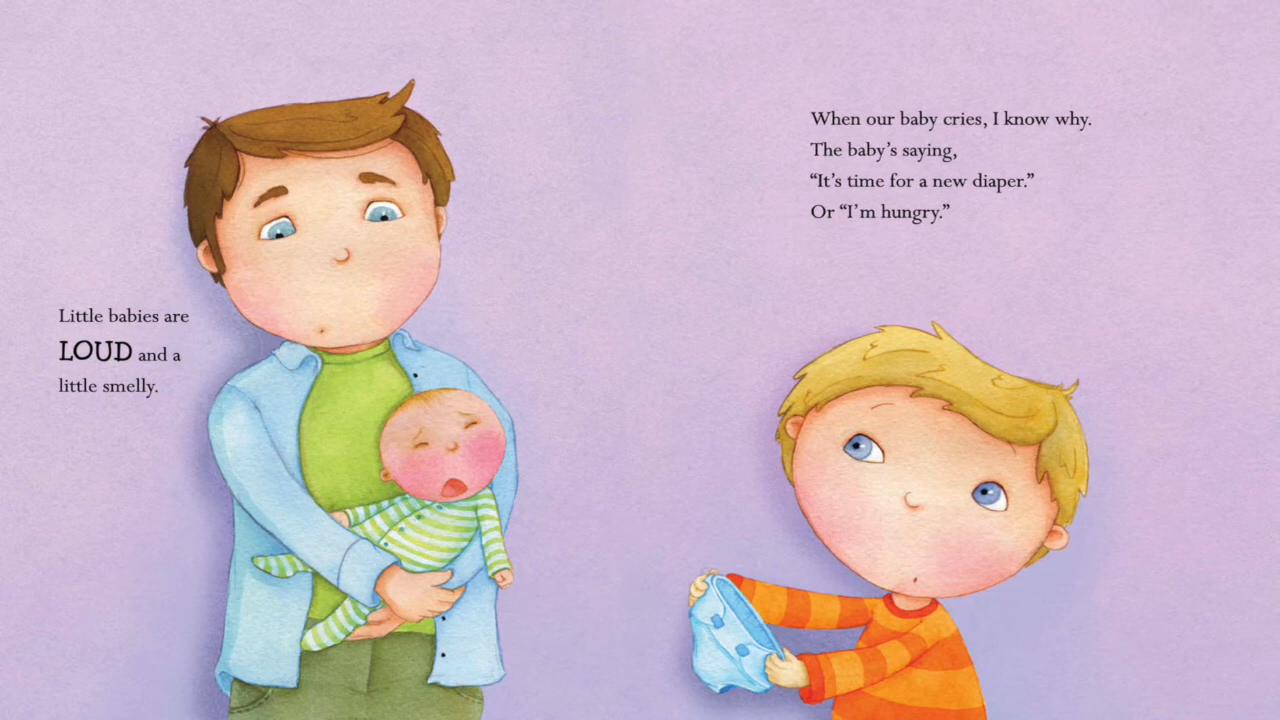 Little babies are
LOUD and a
little smelly.
When our baby cries, I know why.
The baby’s saying,
“It’s time for a new diaper.”
Or “I’m hungry.”